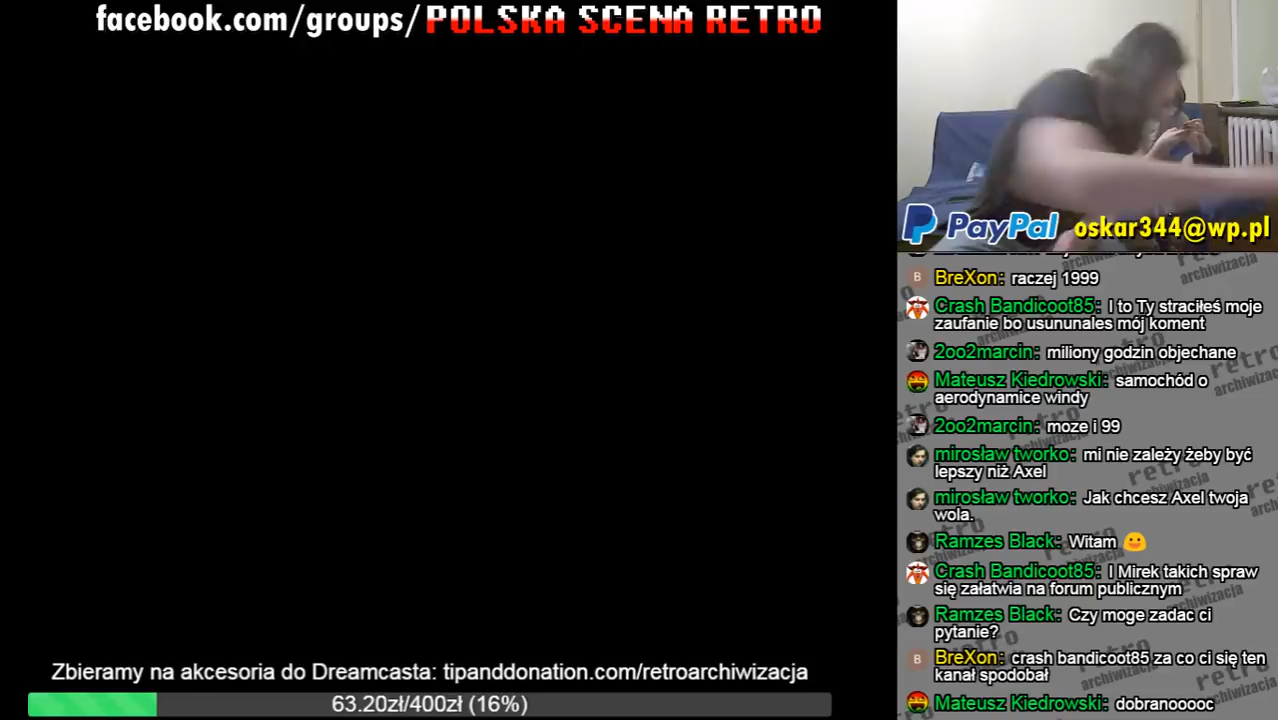 facebook.com/groups/POLSKA SCENA RETRO
PayPal oskar344@wp.pl
BreXon: raczej 1999
Crash Bandicoot85: I to Ty straciłeś moje
zaufanie bo usununales mój koment
2oo2marcin: miliony godzin objechane
Mateusz Kiedrowski: samochód o
aerodynamice windy
2oo2marcin: moze i 99
mirosław tworko: mi nie zależy żeby być
lepszy niż Axel
mirosław tworko: Jak chcesz Axel twoja
wola.
Ramzes Black: Witam
Crash Bandicoot85: I Mirek takich spraw
się załatwia na forum publicznym
Ramzes Black: Czy moge zadac ci
pytanie?
BreXon: crash bandicoot85 za co ci się ten
kanał spodobał
Mateusz Kiedrowski: dobranooooc
retro
archiwizacja
Zbieramy na akcesoria do Dreamcasta: tipanddonation.com/retroarchiwizacja
63.20zł/400zł (16%)